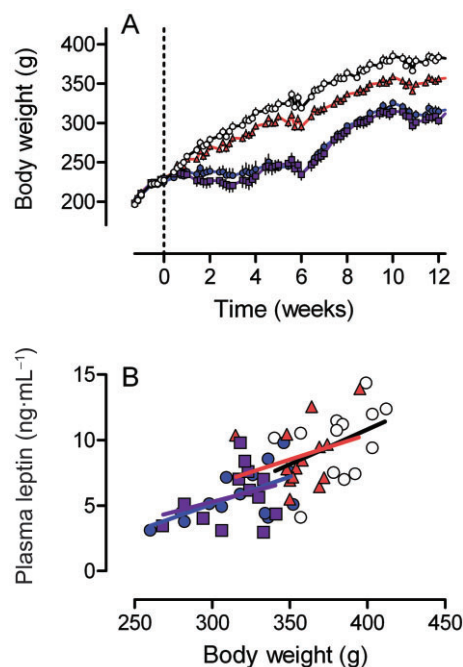 A
Body weight (g)
400
350
300
250
200
0 2 4 6 8 10 12
Time (weeks)
B
Plasma leptin (ng·mL⁻¹)
15
10
5
0
250 300 350 400 450
Body weight (g)